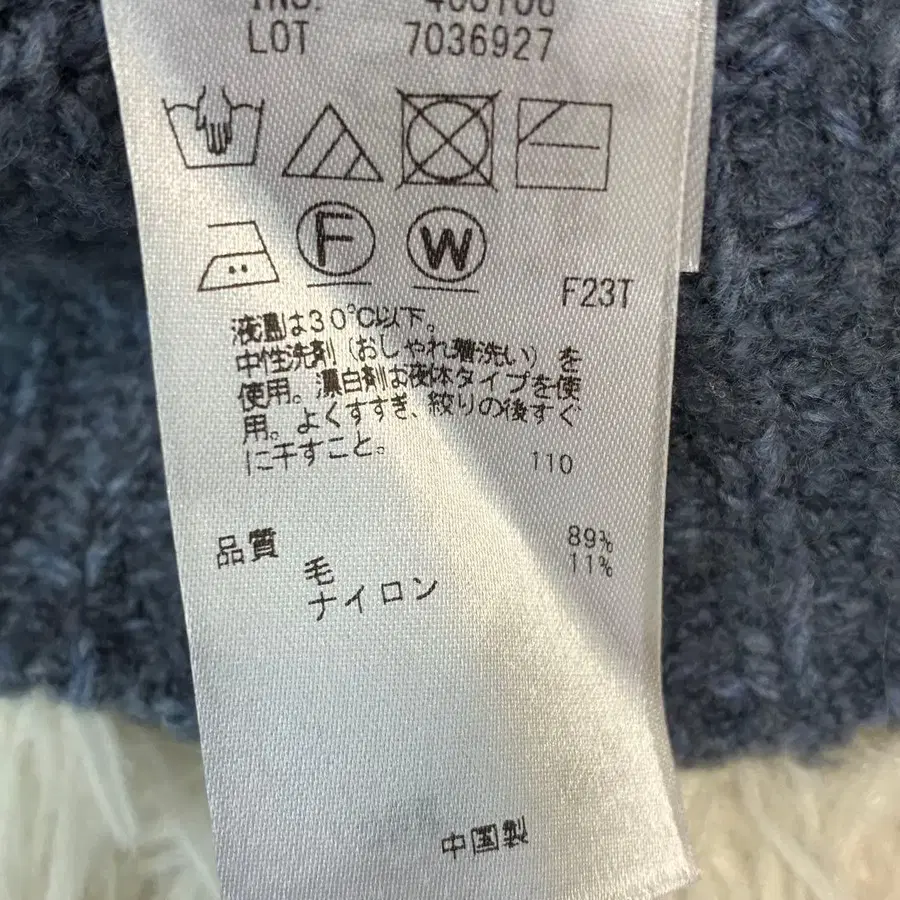 LOT 7036927
F W
F23T
液温は30℃以下。
中性洗剤（おしゃれ着洗い）を
使用。漂白剤は液体タイプを使
用。よくすすぎ、絞りの後すぐ
に干すこと。
110
品質
毛 89%
ナイロン 11%
中国製